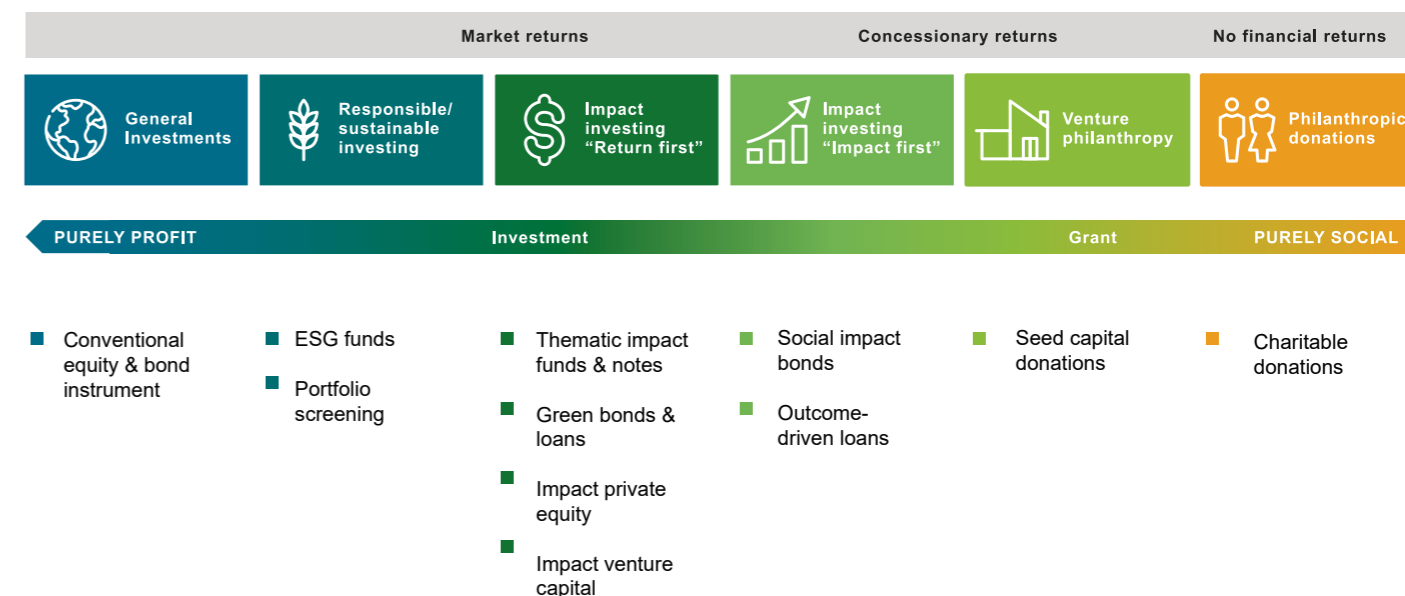 Market returns
Concessionary returns
No financial returns
General
Investments
Responsible/
sustainable
investing
Impact
investing
“Return first”
Impact
investing
“Impact first”
Venture
philanthropy
Philanthropic
donations
PURELY PROFIT
Investment
Grant
PURELY SOCIAL
Conventional
equity & bond
instrument
ESG funds
Portfolio
screening
Thematic impact
funds & notes
Green bonds &
loans
Impact private
equity
Impact venture
capital
Social impact
bonds
Outcome-
driven loans
Seed capital
donations
Charitable
donations